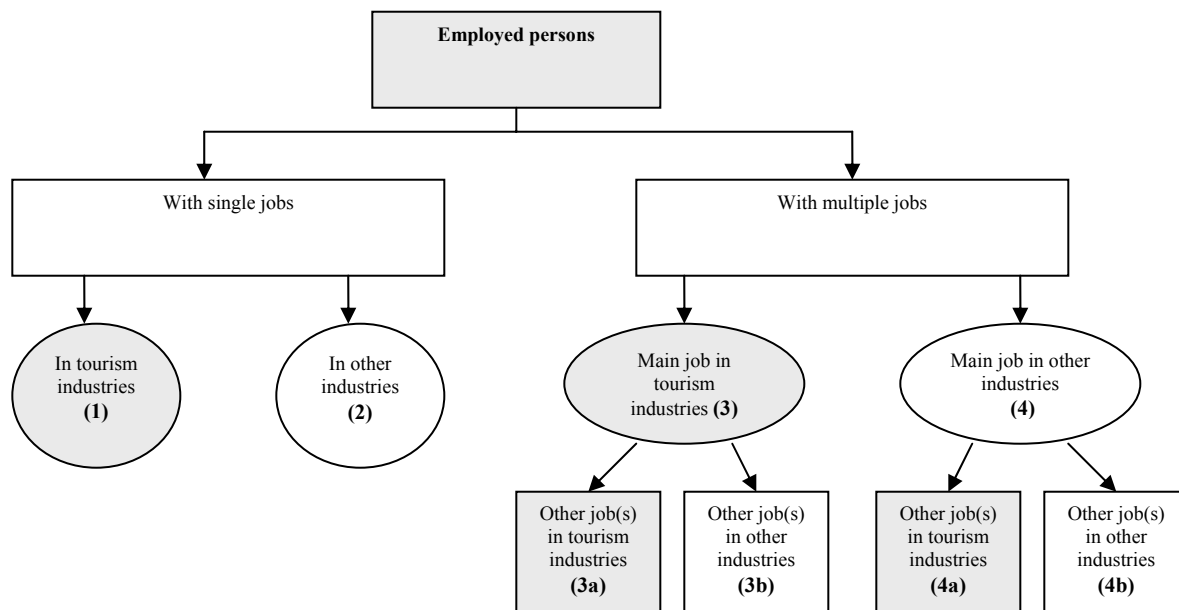 Employed persons
With single jobs
With multiple jobs
In tourism
industries
(1)
In other
industries
(2)
Main job in
tourism
industries (3)
Main job in other
industries
(4)
Other job(s)
in tourism
industries
(3a)
Other job(s)
in other
industries
(3b)
Other job(s)
in tourism
industries
(4a)
Other job(s)
in other
industries
(4b)